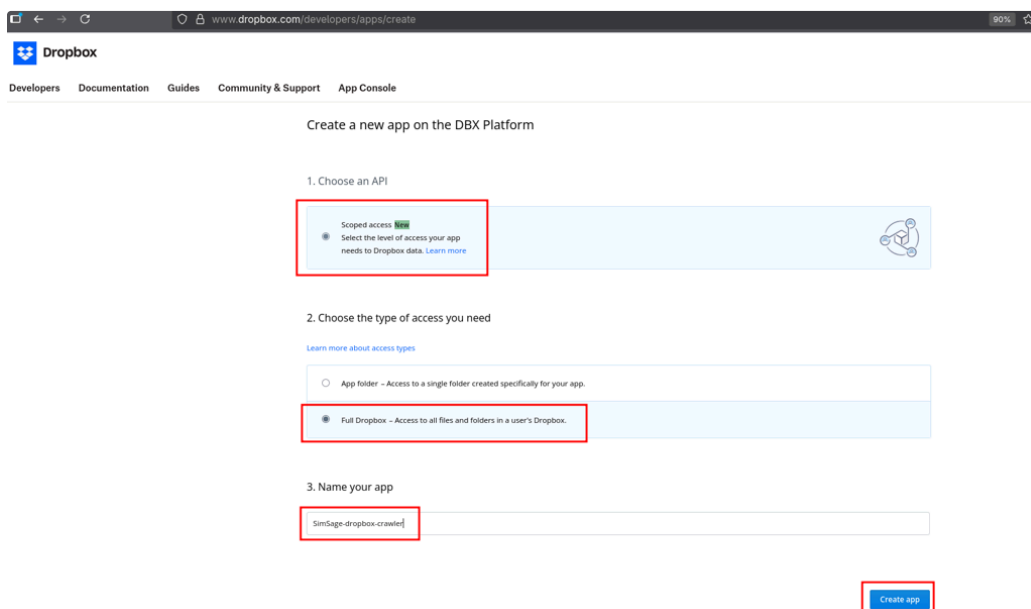 www.dropbox.com/developers/apps/create
90%
Dropbox
Developers Documentation Guides Community & Support App Console
Create a new app on the DBX Platform
1. Choose an API
Scoped access New
Select the level of access your app
needs to Dropbox data. Learn more
2. Choose the type of access you need
Learn more about access types
App folder – Access to a single folder created specifically for your app.
Full Dropbox – Access to all files and folders in a user's Dropbox.
3. Name your app
SimSage-dropbox-crawler
Create app